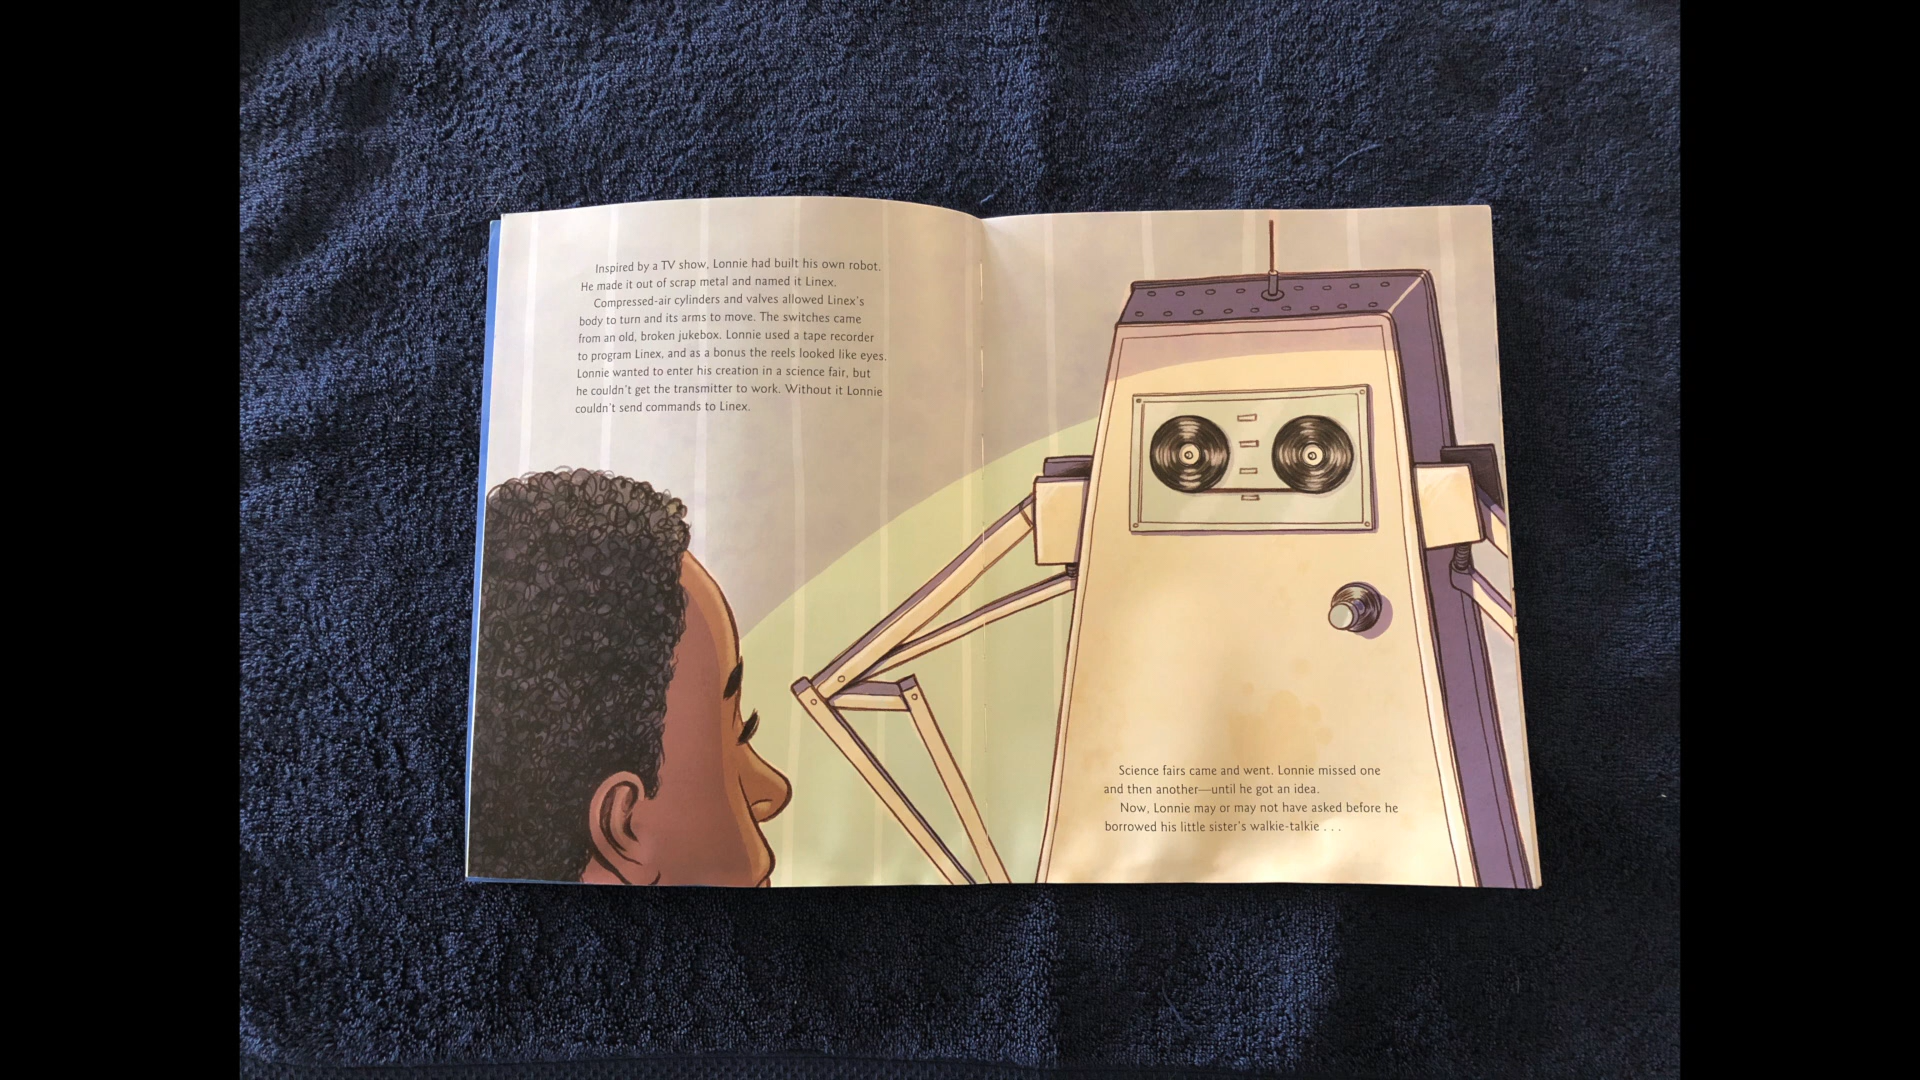 Inspired by a TV show, Lonnie had built his own robot.
He made it out of scrap metal and named it Linex.
Compressed-air cylinders and valves allowed Linex's
body to turn and its arms to move. The switches came
from an old, broken jukebox. Lonnie used a tape recorder
to program Linex, and as a bonus the reels looked like eyes.
Lonnie wanted to enter his creation in a science fair, but
he couldn't get the transmitter to work. Without it Lonnie
couldn't send commands to Linex.
Science fairs came and went. Lonnie missed one
and then another—until he got an idea.
Now, Lonnie may or may not have asked before he
borrowed his little sister's walkie-talkie . . .